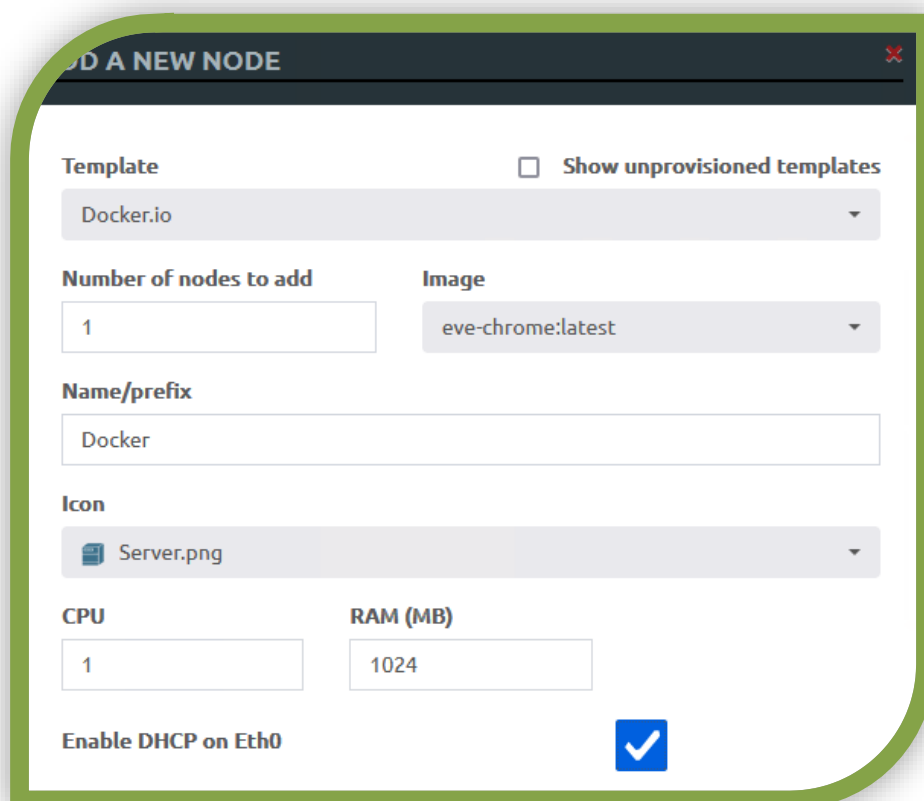 DD A NEW NODE
Template Show unprovisioned templates
Docker.io
Number of nodes to add Image
1 eve-chrome:latest
Name/prefix
Docker
Icon
Server.png
CPU RAM (MB)
1 1024
Enable DHCP on Eth0